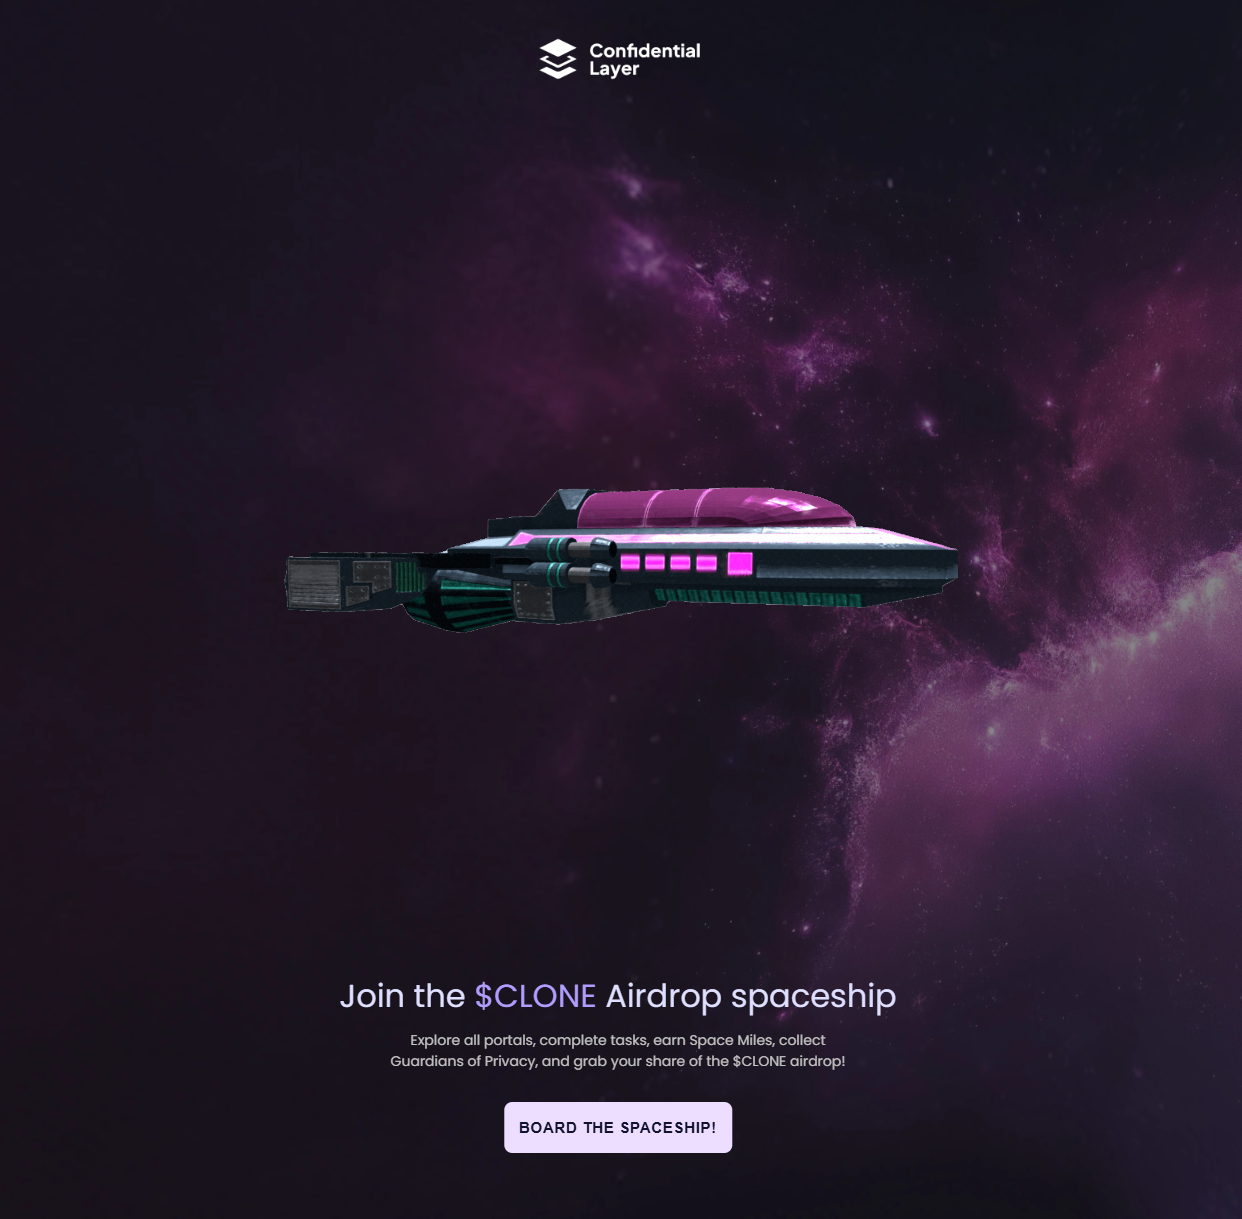 Confidential
Layer
Join the $CLONE Airdrop spaceship
Explore all portals, complete tasks, earn Space Miles, collect
Guardians of Privacy, and grab your share of the $CLONE airdrop!
BOARD THE SPACESHIP!